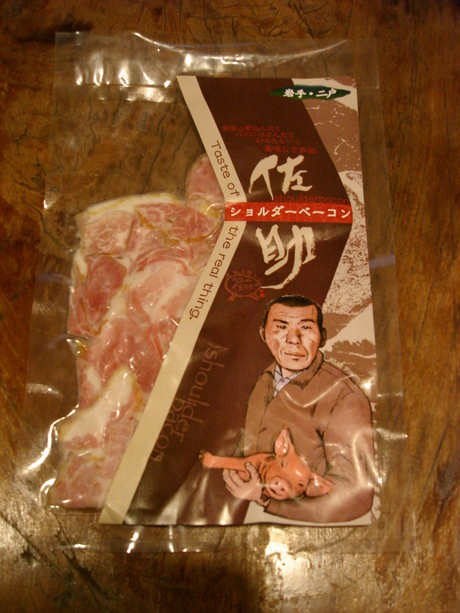 岩手・二戸
佐助
ショルダーベーコン
Taste of the real thing.
shoulder bacon